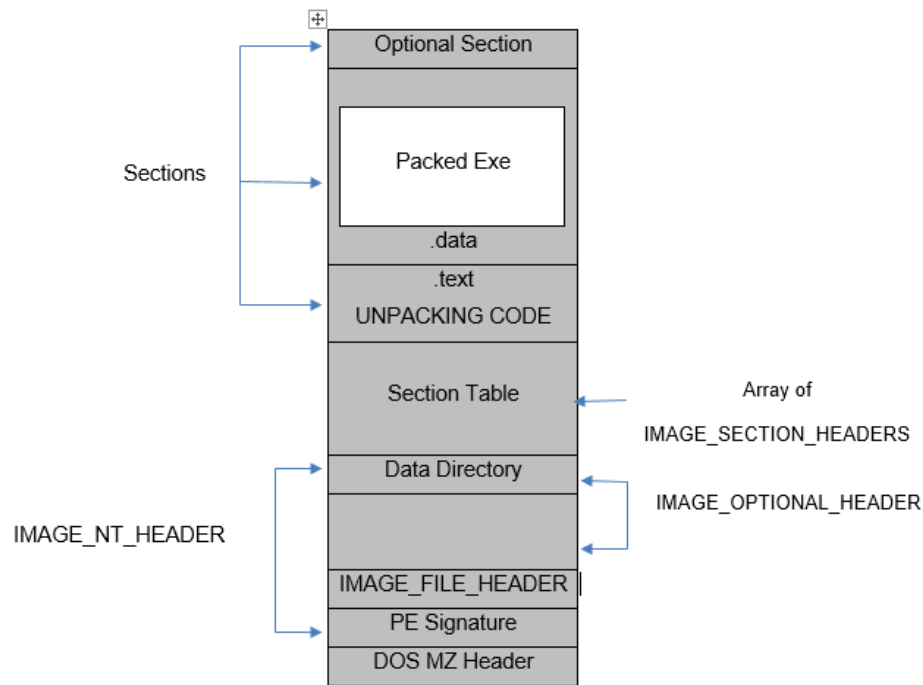 Optional Section
Sections
Packed Exe
.data
.text
UNPACKING CODE
Section Table
Array of
IMAGE_SECTION_HEADERS
Data Directory
IMAGE_OPTIONAL_HEADER
IMAGE_NT_HEADER
IMAGE_FILE_HEADER
PE Signature
DOS MZ Header